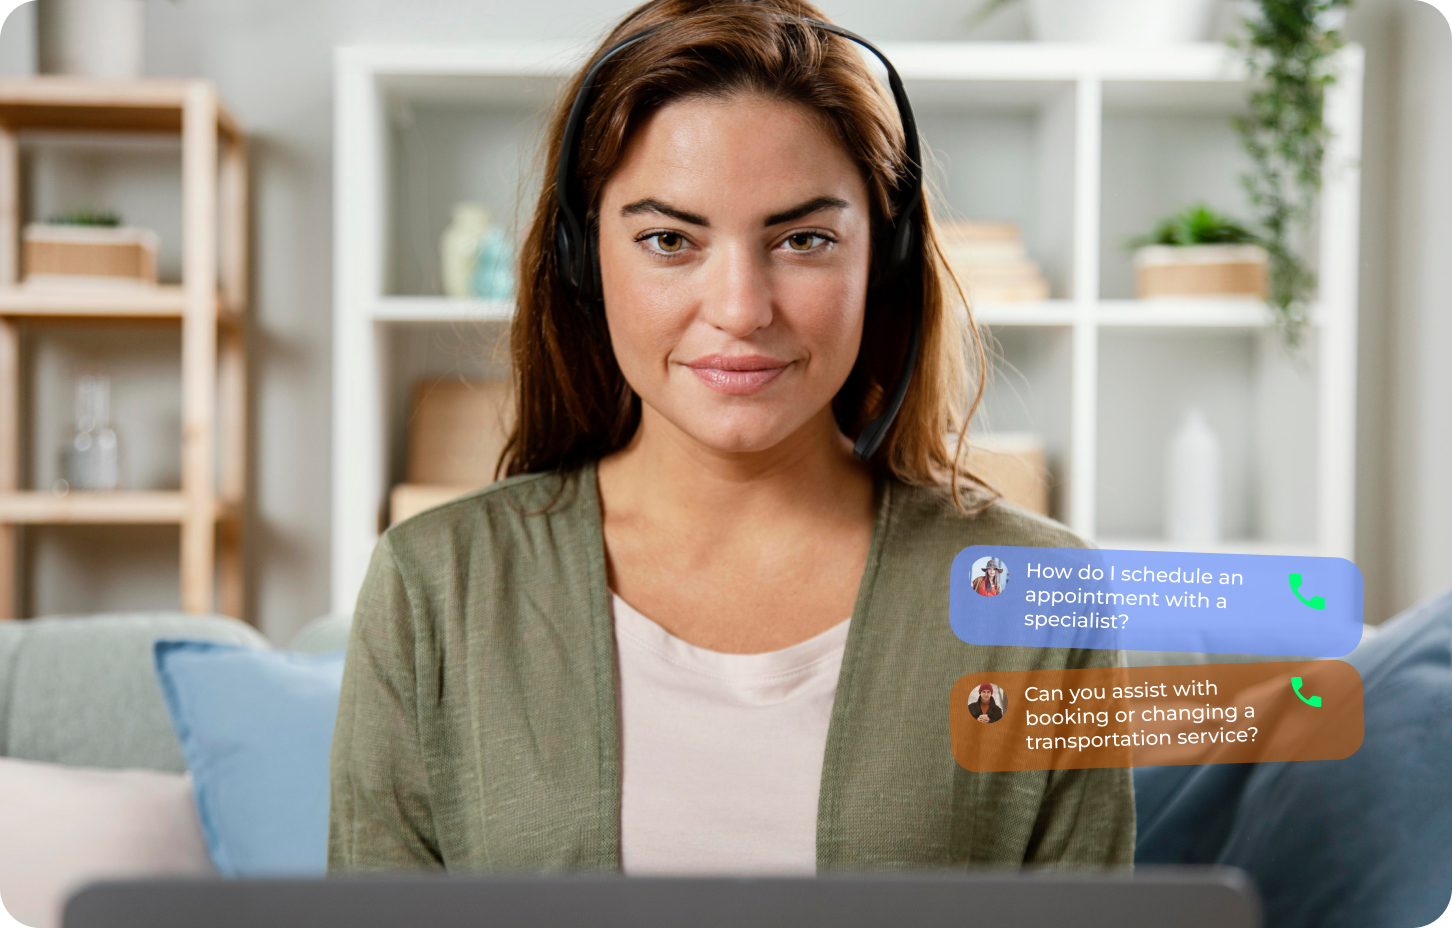 How do I schedule an
appointment with a
specialist?
Can you assist with
booking or changing a
transportation service?